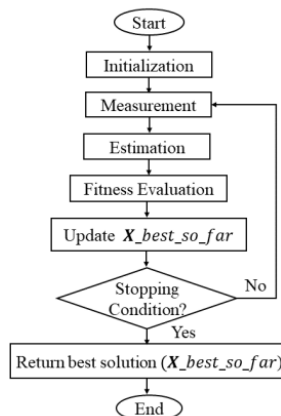 Start
Initialization
Measurement
Estimation
Fitness Evaluation
Update X_best_so_far
Stopping
Condition?
No
Yes
Return best solution (X_best_so_far)
End